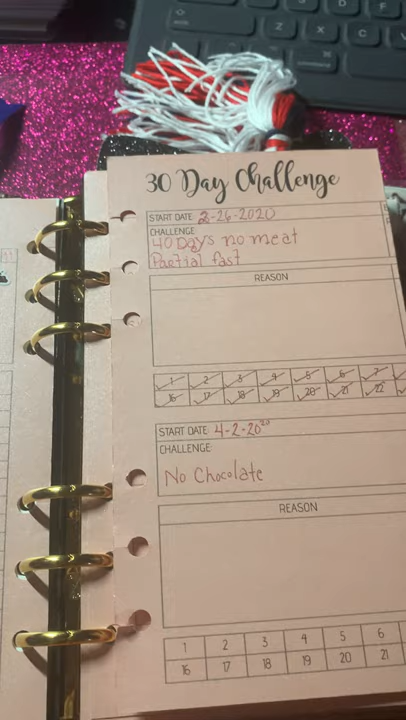 30 Day Challenge
START DATE 2-26-2020
CHALLENGE
40 Days no meat
Partial fast
REASON
1 2 3 4 5 6 7
16 17 18 19 20 21 22
START DATE 4-2-2020
CHALLENGE:
No Chocolate
REASON
1 2 3 4 5 6
16 17 18 19 20 21